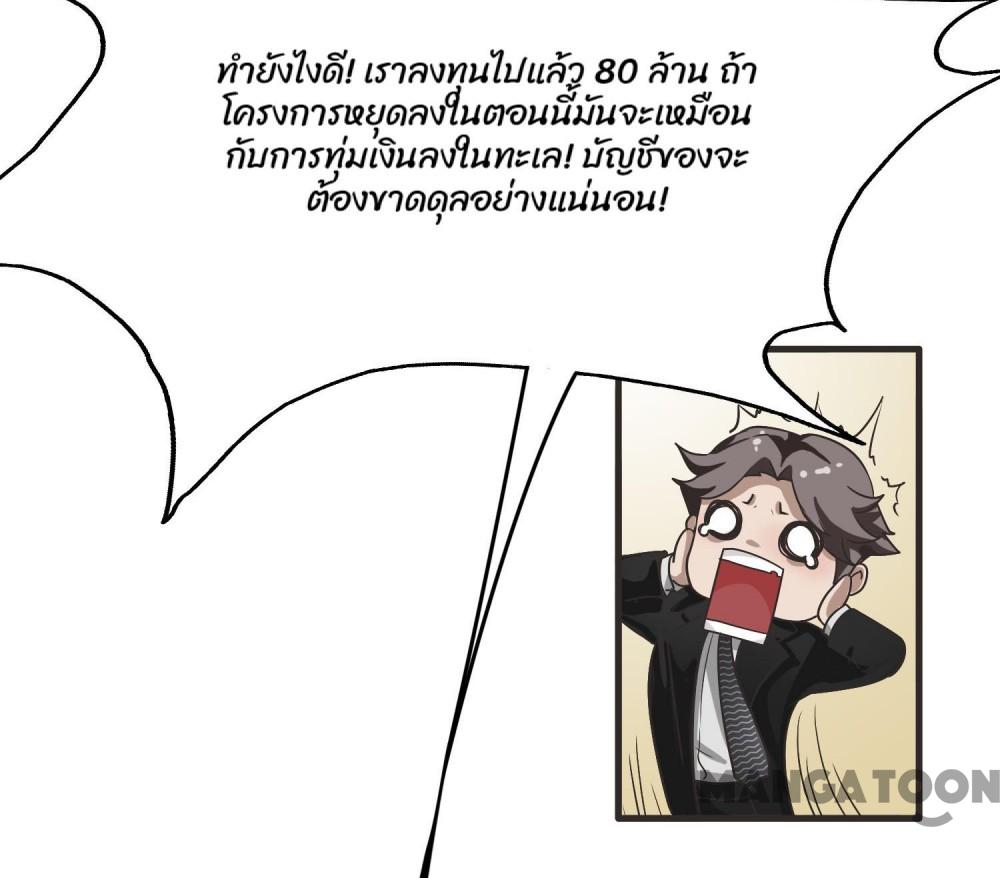 ทำยังไงดี! เราลงทุนไปแล้ว 80 ล้าน ถ้า
โครงการหยุดลงในตอนนี้มันจะเหมือน
กับการทุ่มเงินลงในทะเล! บัญชีของจะ
ต้องขาดดุลอย่างแน่นอน!
MANGATOON